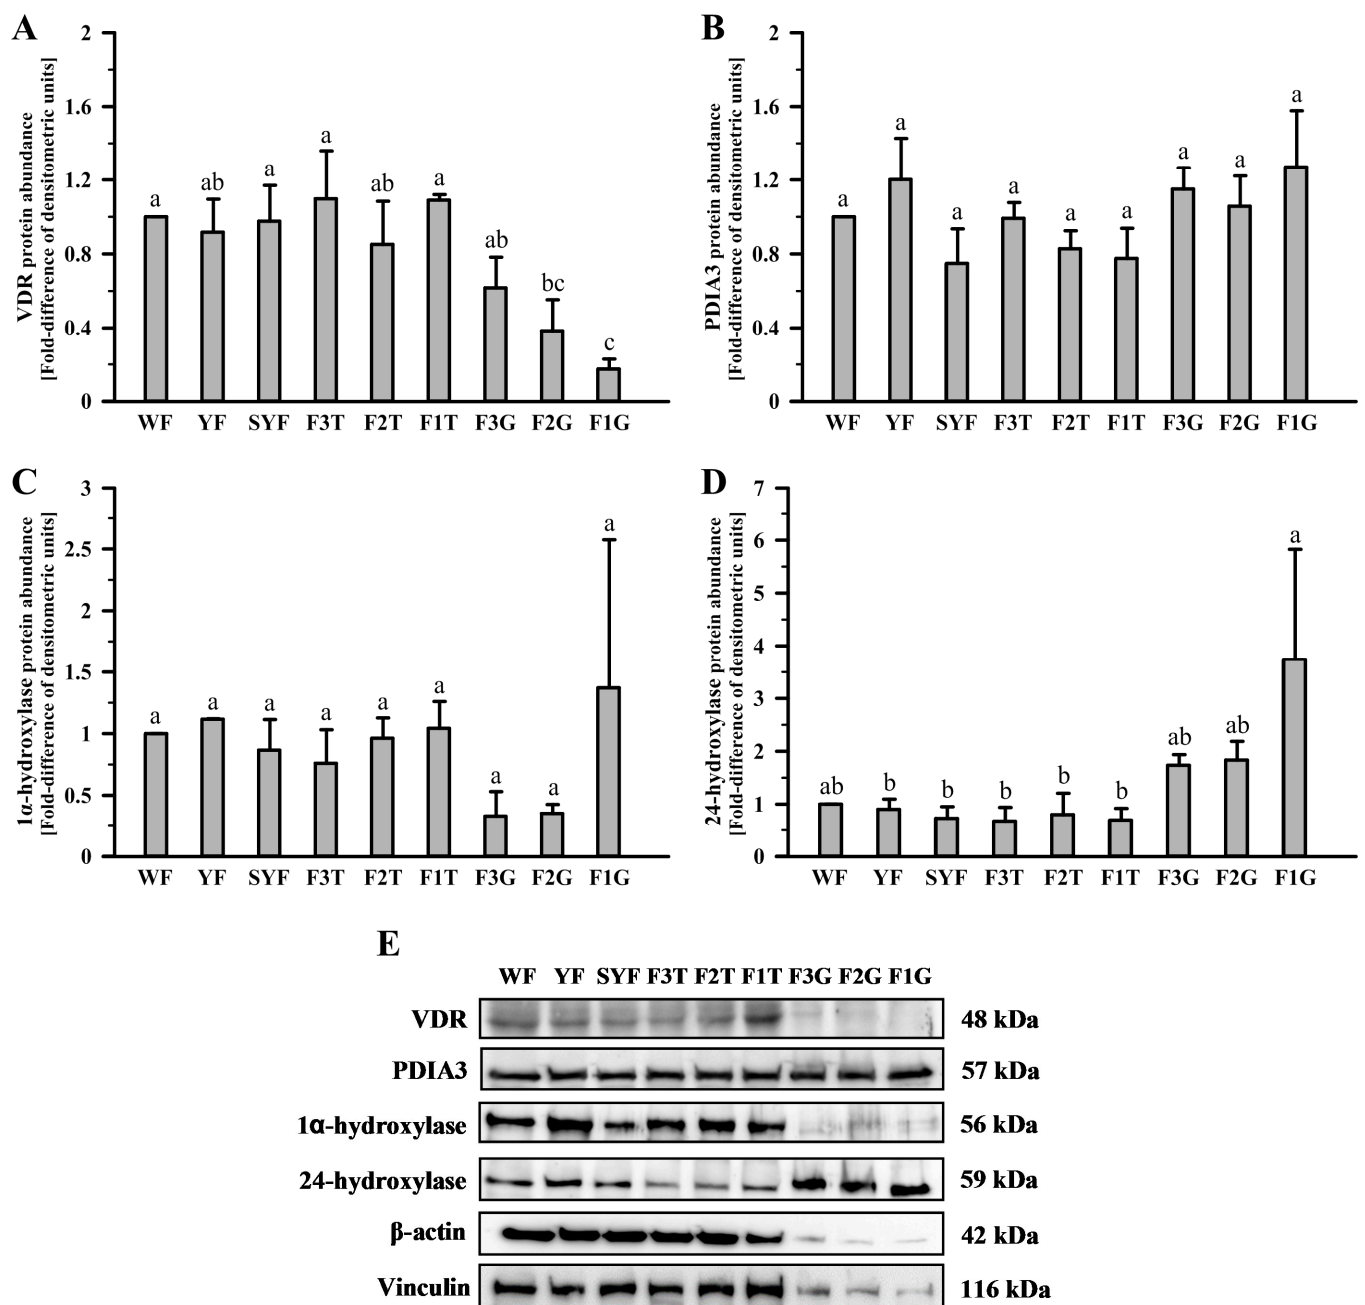 A
VDR protein abundance
[Fold-difference of densitometric units]
2
1.6
1.2
0.8
0.4
0
a
ab
a
a
ab
a
ab
bc
c
WF YF SYF F3T F2T F1T F3G F2G F1G
B
PDIA3 protein abundance
[Fold-difference of densitometric units]
2
1.6
1.2
0.8
0.4
0
a
a
a
a
a
a
a
a
a
WF YF SYF F3T F2T F1T F3G F2G F1G
C
1α-hydroxylase protein abundance
[Fold-difference of densitometric units]
3
2.5
2
1.5
1
0.5
0
a
a
a
a
a
a
a
a
a
WF YF SYF F3T F2T F1T F3G F2G F1G
D
24-hydroxylase protein abundance
[Fold-difference of densitometric units]
7
6
5
4
3
2
1
0
ab
b
b
b
b
b
ab
ab
a
WF YF SYF F3T F2T F1T F3G F2G F1G
E
WF YF SYF F3T F2T F1T F3G F2G F1G
VDR 48 kDa
PDIA3 57 kDa
1α-hydroxylase 56 kDa
24-hydroxylase 59 kDa
β-actin 42 kDa
Vinculin 116 kDa